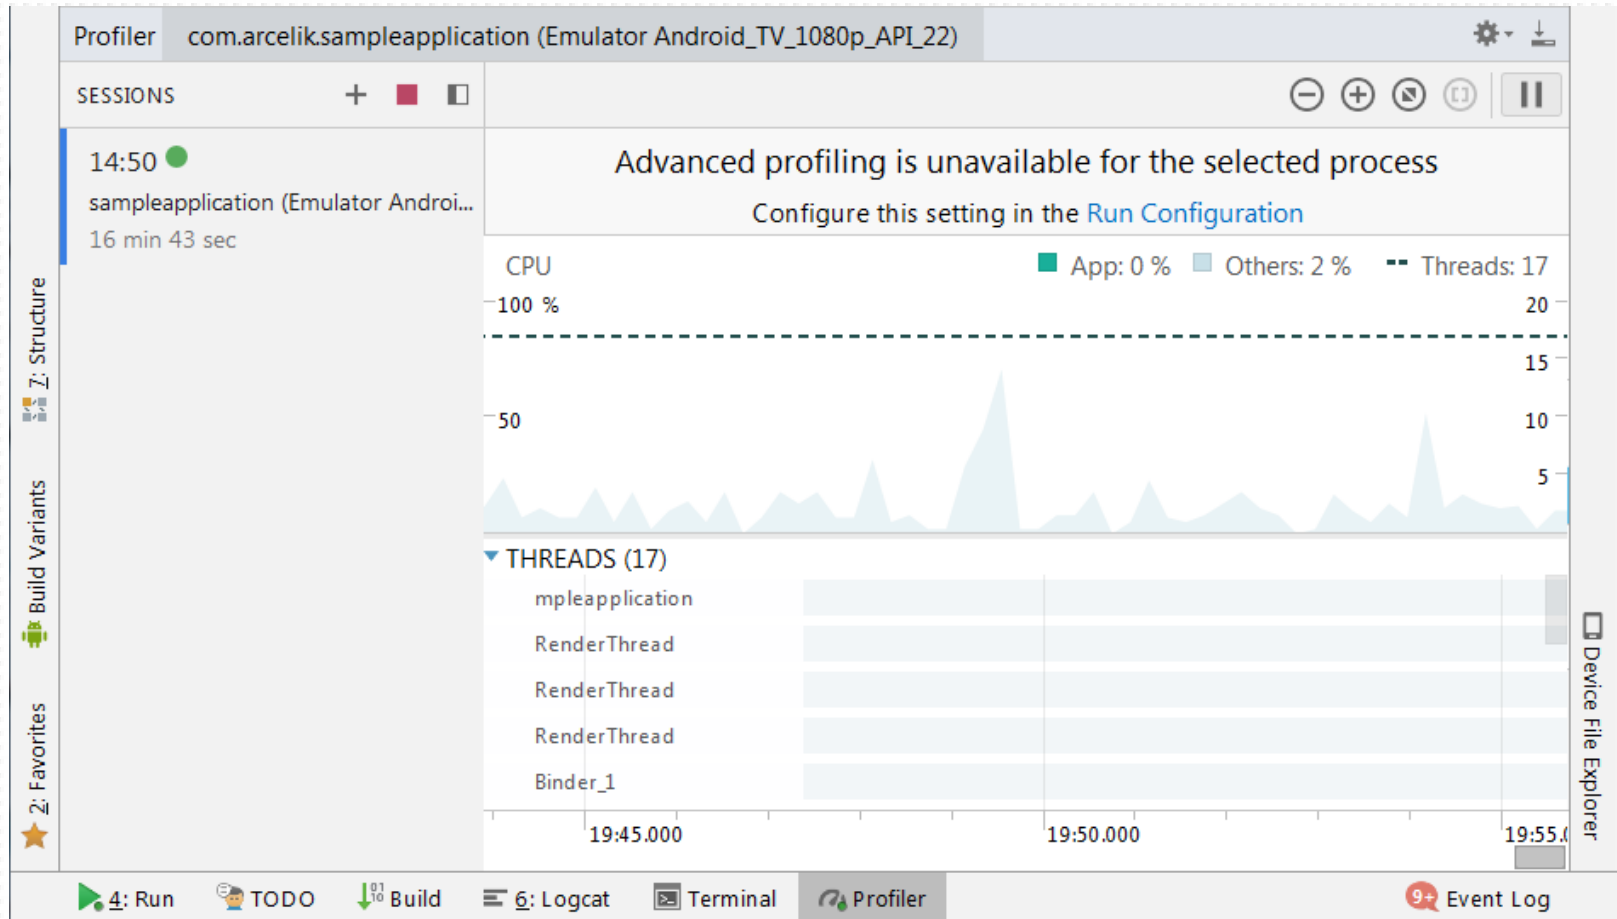 Profiler com.arcelik.sampleapplication (Emulator Android_TV_1080p_API_22)
SESSIONS
14:50
sampleapplication (Emulator Androi...
16 min 43 sec
Advanced profiling is unavailable for the selected process
Configure this setting in the Run Configuration
CPU App: 0 % Others: 2 % Threads: 17
100 % 20
15
50 10
5
THREADS (17)
mpleapplication
RenderThread
RenderThread
RenderThread
Binder_1
19:45.000 19:50.000 19:55.0
7: Structure
Build Variants
2: Favorites
Device File Explorer
4: Run TODO Build 6: Logcat Terminal Profiler 9+ Event Log